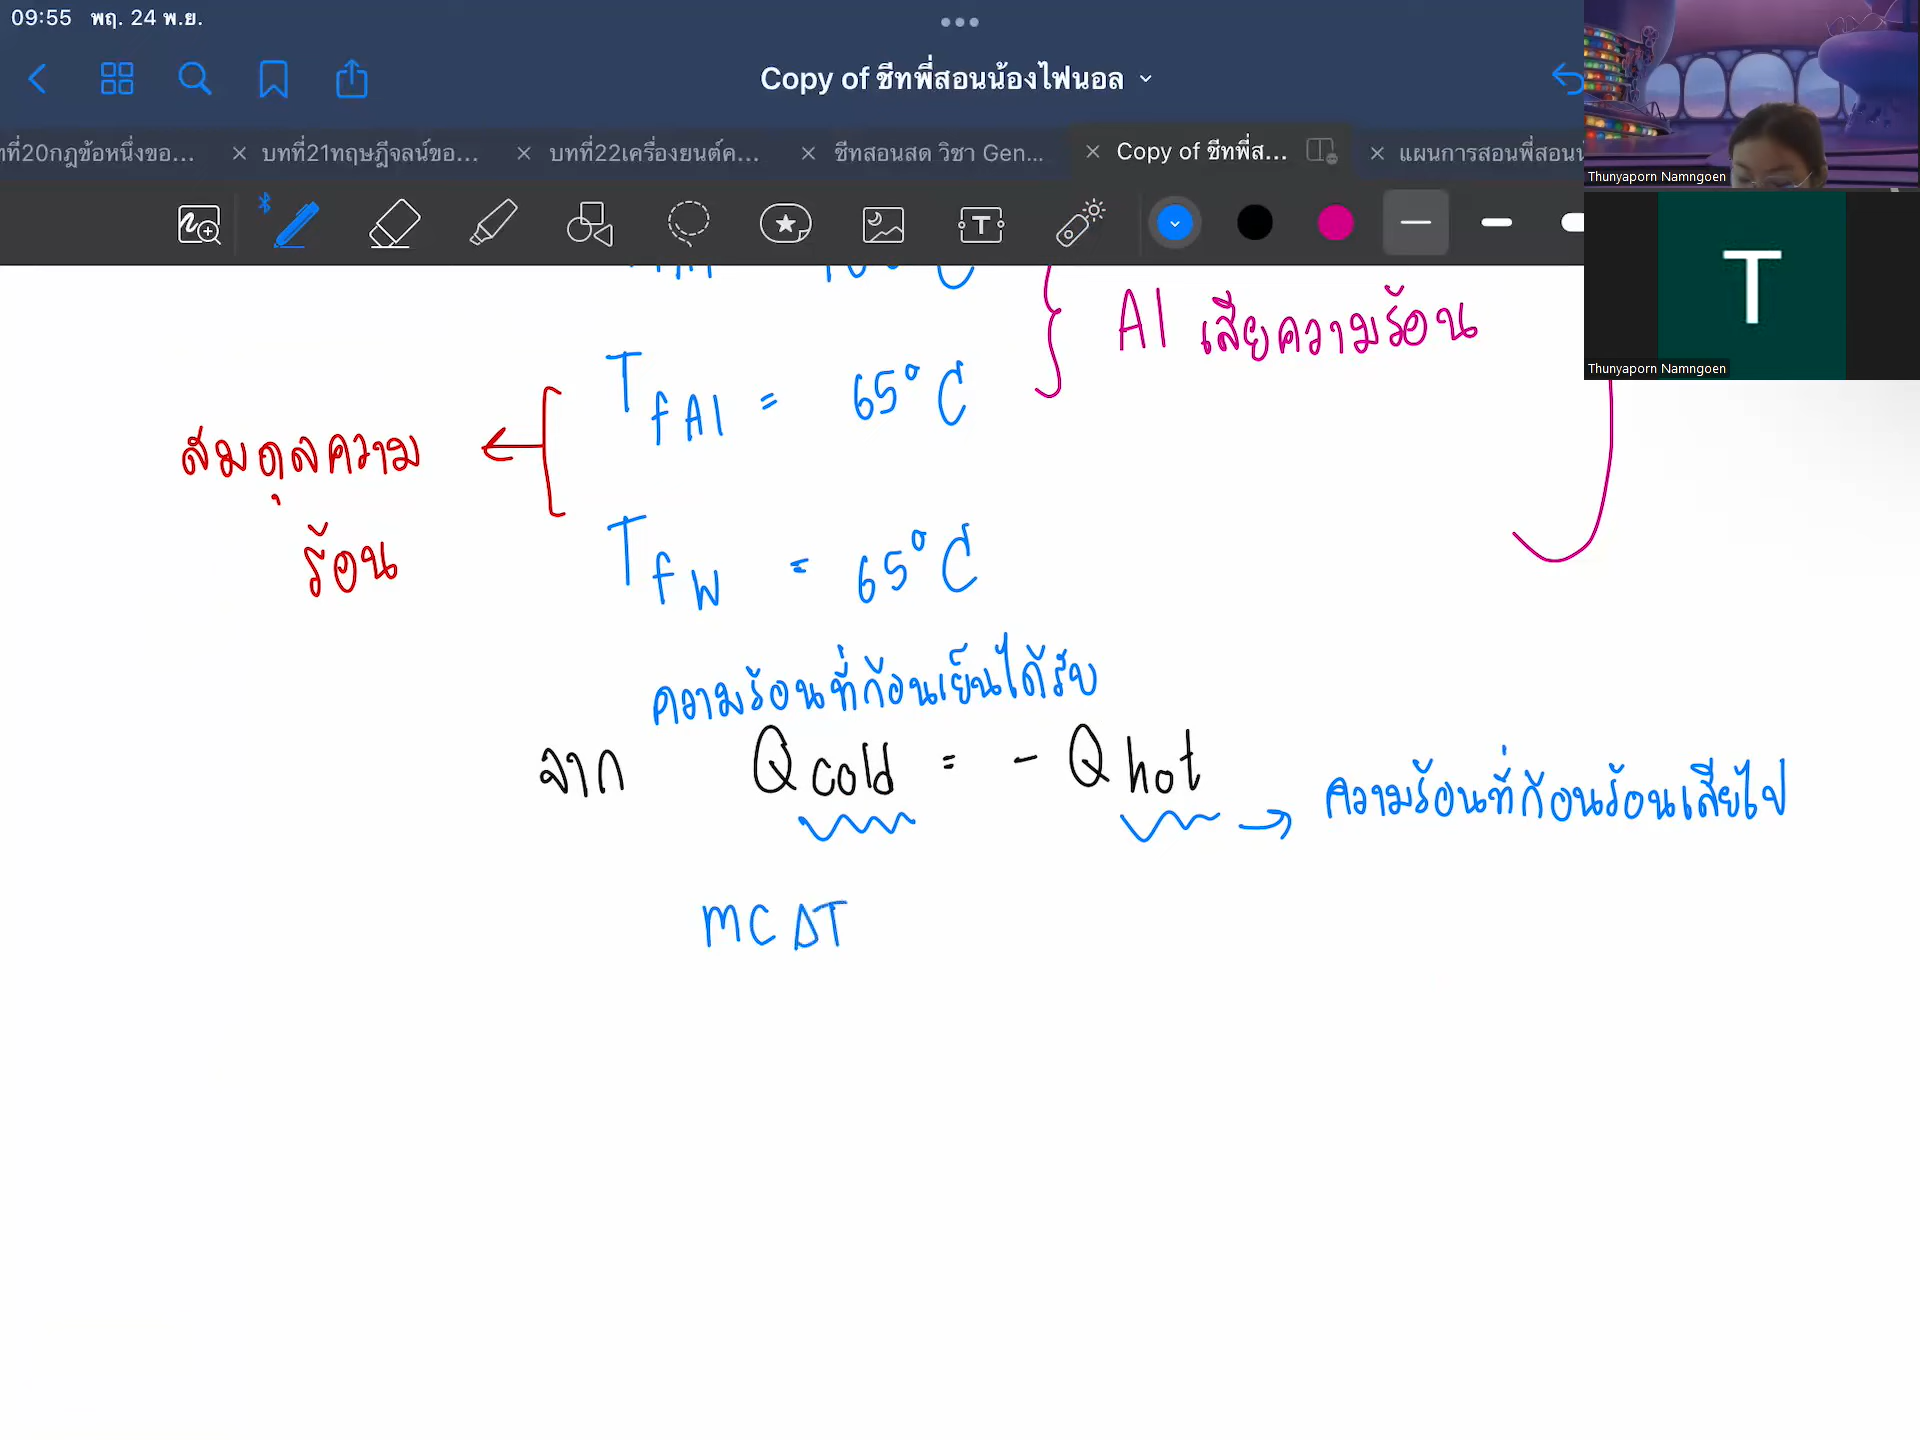 09:55 พฤ. 24 พ.ย.
Copy of ชีทพี่สอนน้องไฟนอล
ทที่20กฎข้อหนึ่งขอ... บทที่21ทฤษฎีจลน์ขอ... บทที่22เครื่องยนต์ค... ชีทสอนสด วิชา Gen... Copy of ชีทพี่ส... แผนการสอนพี่สอนน
Thunyaporn Namngoen
T
Thunyaporn Namngoen
Al เสียความร้อน
T fAl = 65°C
สมดุลความ
ร้อน
T fW = 65°C
ความร้อนที่ก้อนเย็นได้รับ
จาก Qcold = - Qhot
ความร้อนที่ก้อนร้อนเสียไป
mcΔT